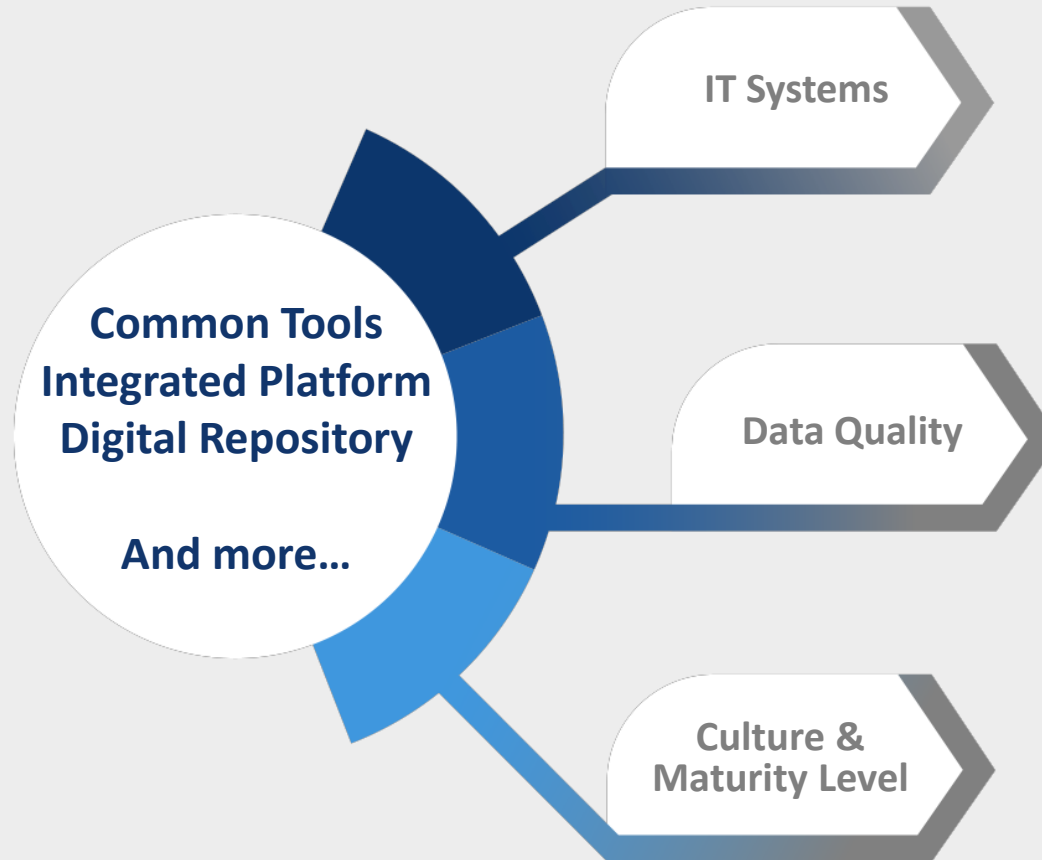 IT Systems
Common Tools
Integrated Platform
Digital Repository
And more…
Data Quality
Culture &
Maturity Level